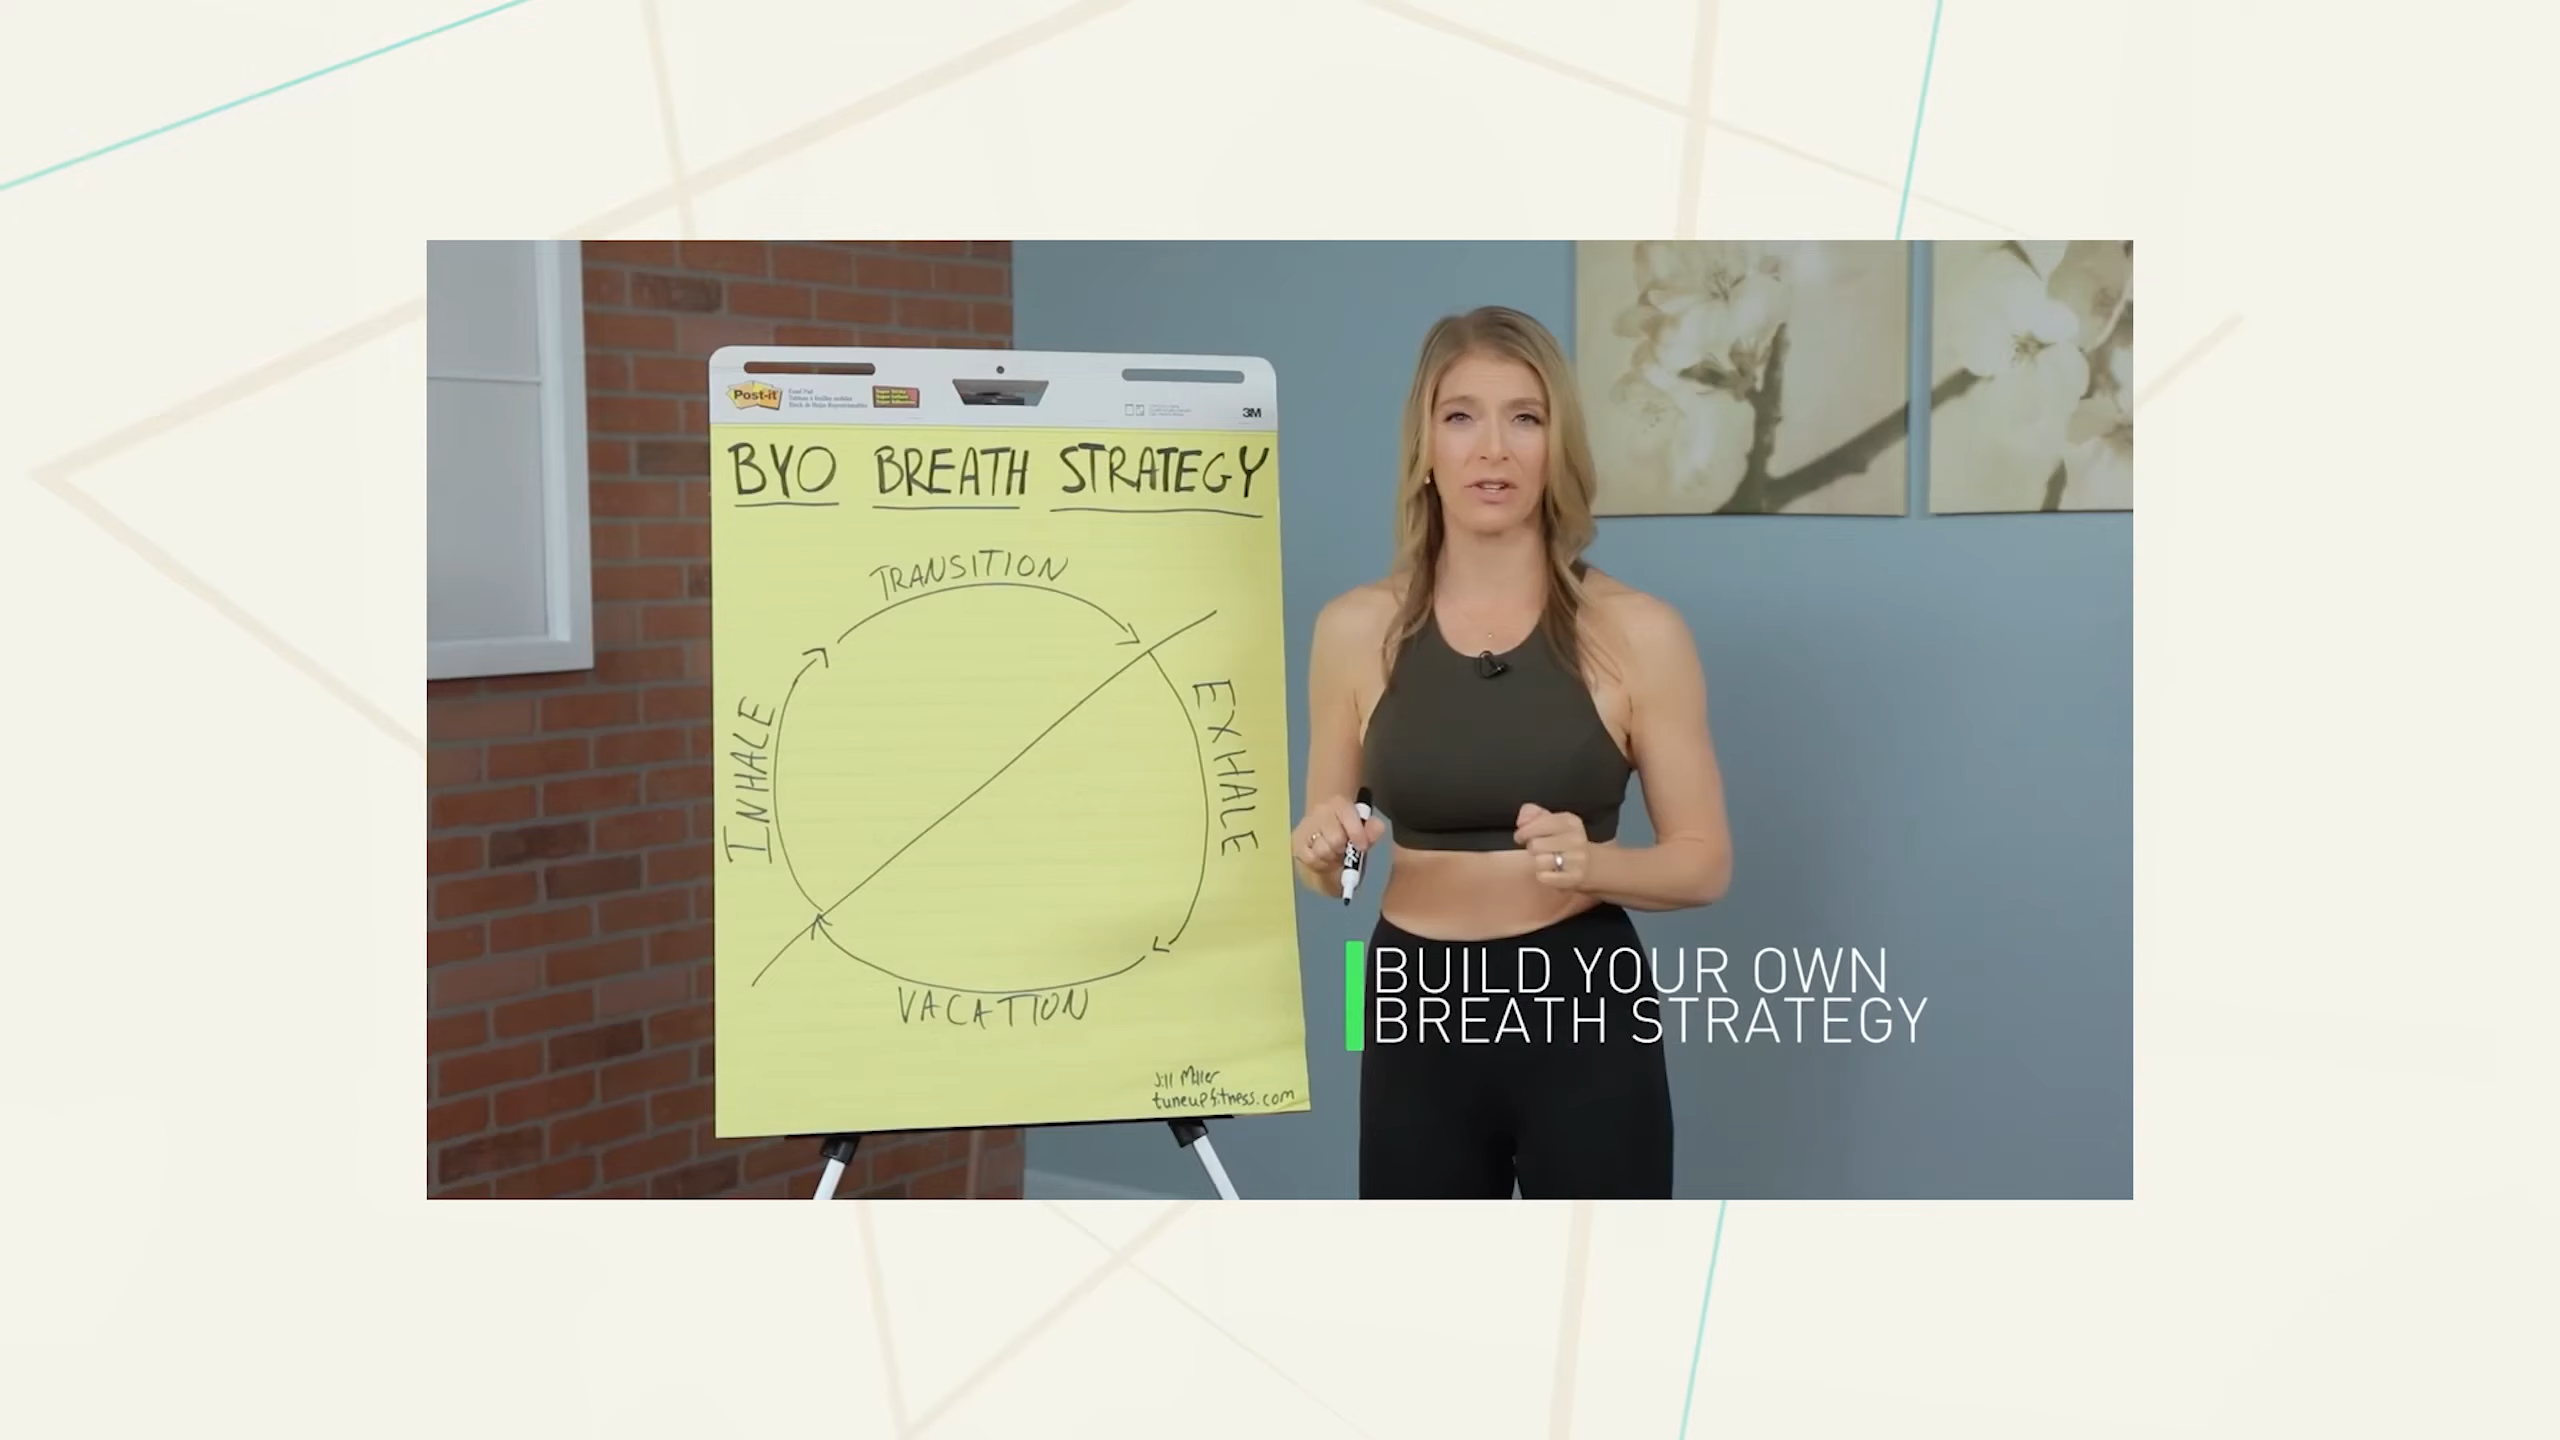 Post-it
3M
BYO BREATH STRATEGY
TRANSITION
INHALE
EXHALE
VACATION
Jill Miller
tuneupfitness.com
BUILD YOUR OWN
BREATH STRATEGY